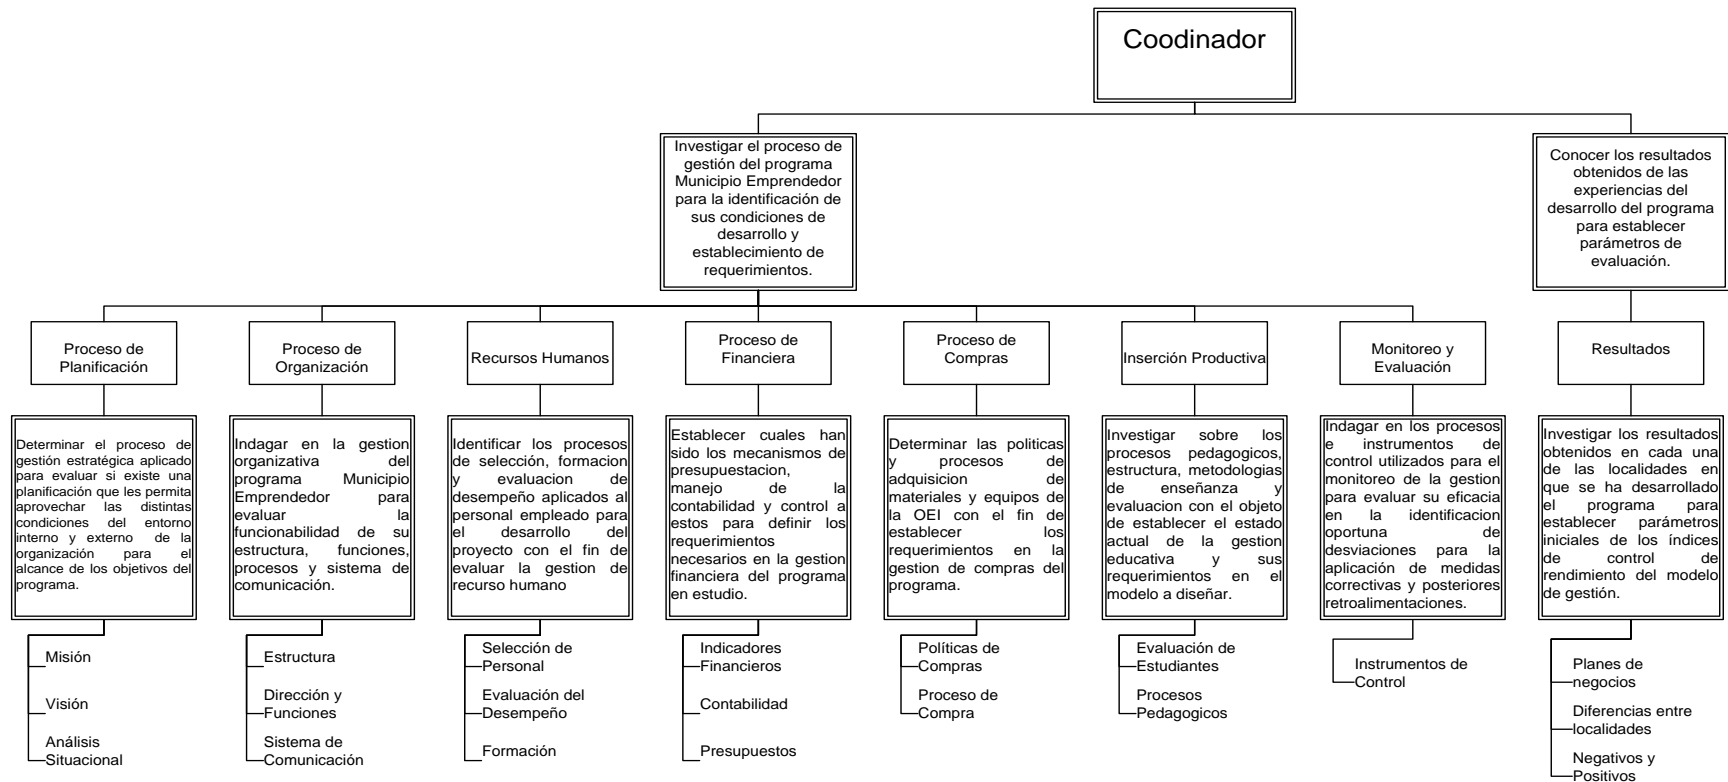 Coodinador
Investigar el proceso de
gestión del programa
Municipio Emprendedor
para la identificación de
sus condiciones de
desarrollo y
establecimiento de
requerimientos.
Conocer los resultados
obtenidos de las
experiencias del
desarrollo del programa
para establecer
parámetros de
evaluación.
Proceso de
Planificación
Proceso de
Organización
Recursos Humanos
Proceso de
Financiera
Proceso de
Compras
Inserción Productiva
Monitoreo y
Evaluación
Resultados
Determinar el proceso de
gestión estratégica aplicado
para evaluar si existe una
planificación que les permita
aprovechar las distintas
condiciones del entorno
interno y externo de la
organización para el
alcance de los objetivos del
programa.
Indagar en la gestion
organizativa del
programa Municipio
Emprendedor para
evaluar la
funcionabilidad de su
estructura, funciones,
procesos y sistema de
comunicación.
Identificar los procesos
de selección, formacion
y evaluacion de
desempeño aplicados al
personal empleado para
el desarrollo del
proyecto con el fin de
evaluar la gestion de
recurso humano
Establecer cuales han
sido los mecanismos de
presupuestacion,
manejo de la
contabilidad y control a
estos para definir los
requerimientos
necesarios en la gestion
financiera del programa
en estudio.
Determinar las politicas
y procesos de
adquisicion de
materiales y equipos de
la OEI con el fin de
establecer los
requerimientos en la
gestion de compras del
programa.
Investigar sobre los
procesos pedagogicos,
estructura, metodologias
de enseñanza y
evaluacion con el objeto
de establecer el estado
actual de la gestion
educativa y sus
requerimientos en el
modelo a diseñar.
Indagar en los procesos
e instrumentos de
control utilizados para el
monitoreo de la gestion
para evaluar su eficacia
en la identificacion
oportuna de
desviaciones para la
aplicación de medidas
correctivas y posteriores
retroalimentaciones.
Investigar los resultados
obtenidos en cada una
de las localidades en
que se ha desarrollado
el programa para
establecer parámetros
iniciales de los índices
de control de
rendimiento del modelo
de gestión.
Misión
Visión
Análisis
Situacional
Estructura
Dirección y
Funciones
Sistema de
Comunicación
Selección de
Personal
Evaluación del
Desempeño
Formación
Indicadores
Financieros
Contabilidad
Presupuestos
Políticas de
Compras
Proceso de
Compra
Evaluación de
Estudiantes
Procesos
Pedagogicos
Instrumentos de
Control
Planes de
negocios
Diferencias entre
localidades
Negativos y
Positivos